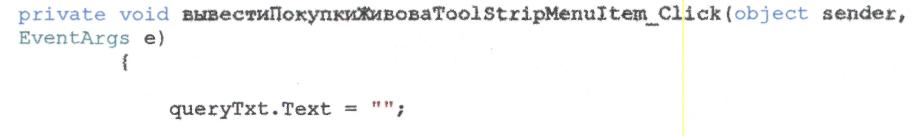 private void вывестиПокупкиЖивоваToolStripMenuItem_Click(object sender,
EventArgs e)
{
queryTxt.Text = "";